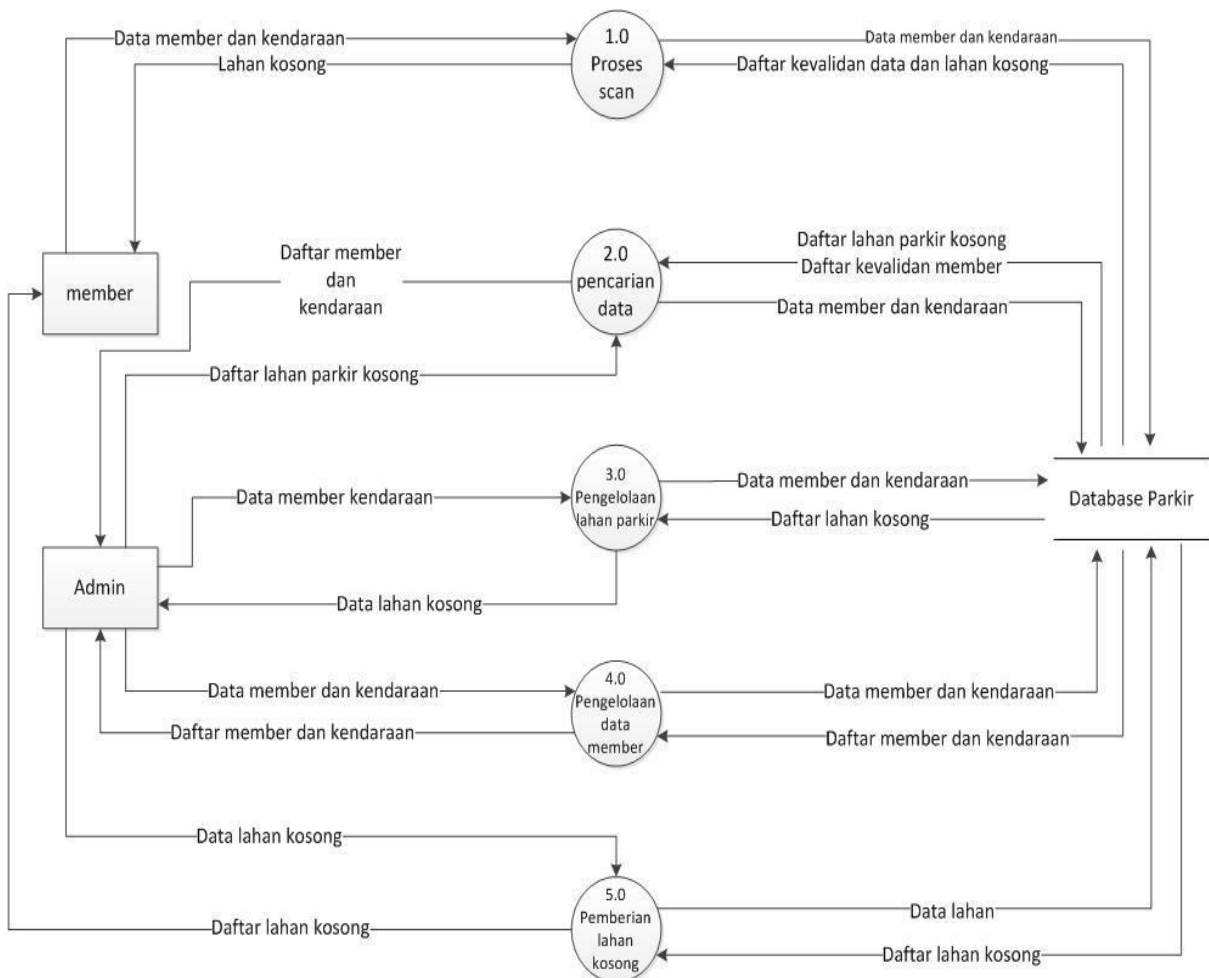 Data member dan kendaraan
Lahan kosong
1.0
Proses
scan
Data member dan kendaraan
Daftar kevalidan data dan lahan kosong
member
Daftar member
dan
kendaraan
2.0
pencarian
data
Daftar lahan parkir kosong
Daftar kevalidan member
Data member dan kendaraan
Daftar lahan parkir kosong
Data member kendaraan
3.0
Pengelolaan
lahan parkir
Data member dan kendaraan
Daftar lahan kosong
Database Parkir
Admin
Data lahan kosong
Data member dan kendaraan
Daftar member dan kendaraan
4.0
Pengelolaan
data
member
Data member dan kendaraan
Daftar member dan kendaraan
Data lahan kosong
Daftar lahan kosong
5.0
Pemberian
lahan
kosong
Data lahan
Daftar lahan kosong